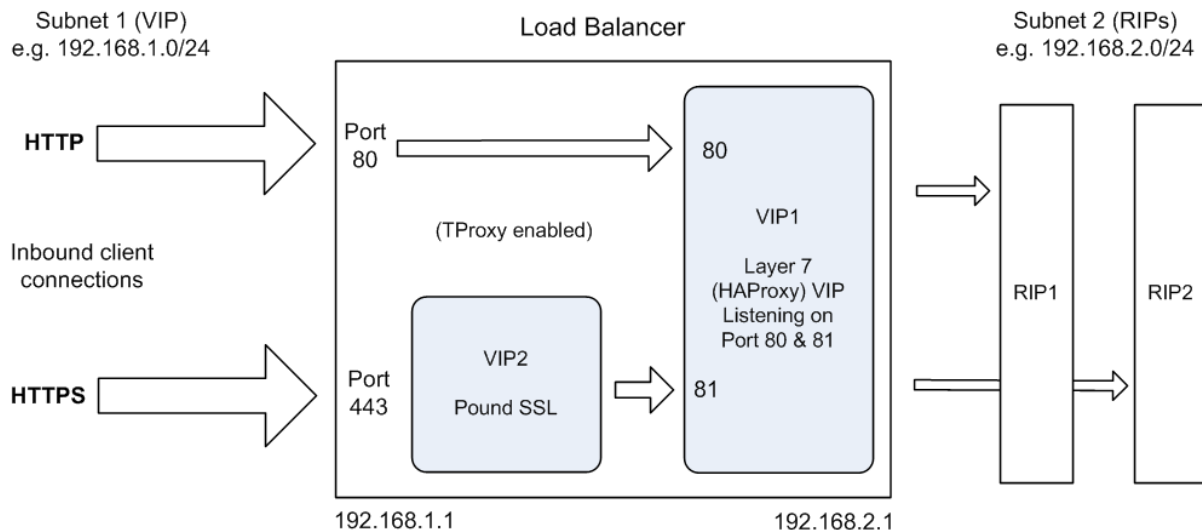 Subnet 1 (VIP)
e.g. 192.168.1.0/24
Load Balancer
Subnet 2 (RIPs)
e.g. 192.168.2.0/24
HTTP
Port
80
80
(TProxy enabled)
VIP1
Layer 7
(HAProxy) VIP
Listening on
Port 80 & 81
Inbound client
connections
RIP1
RIP2
HTTPS
Port
443
VIP2
Pound SSL
81
192.168.1.1
192.168.2.1